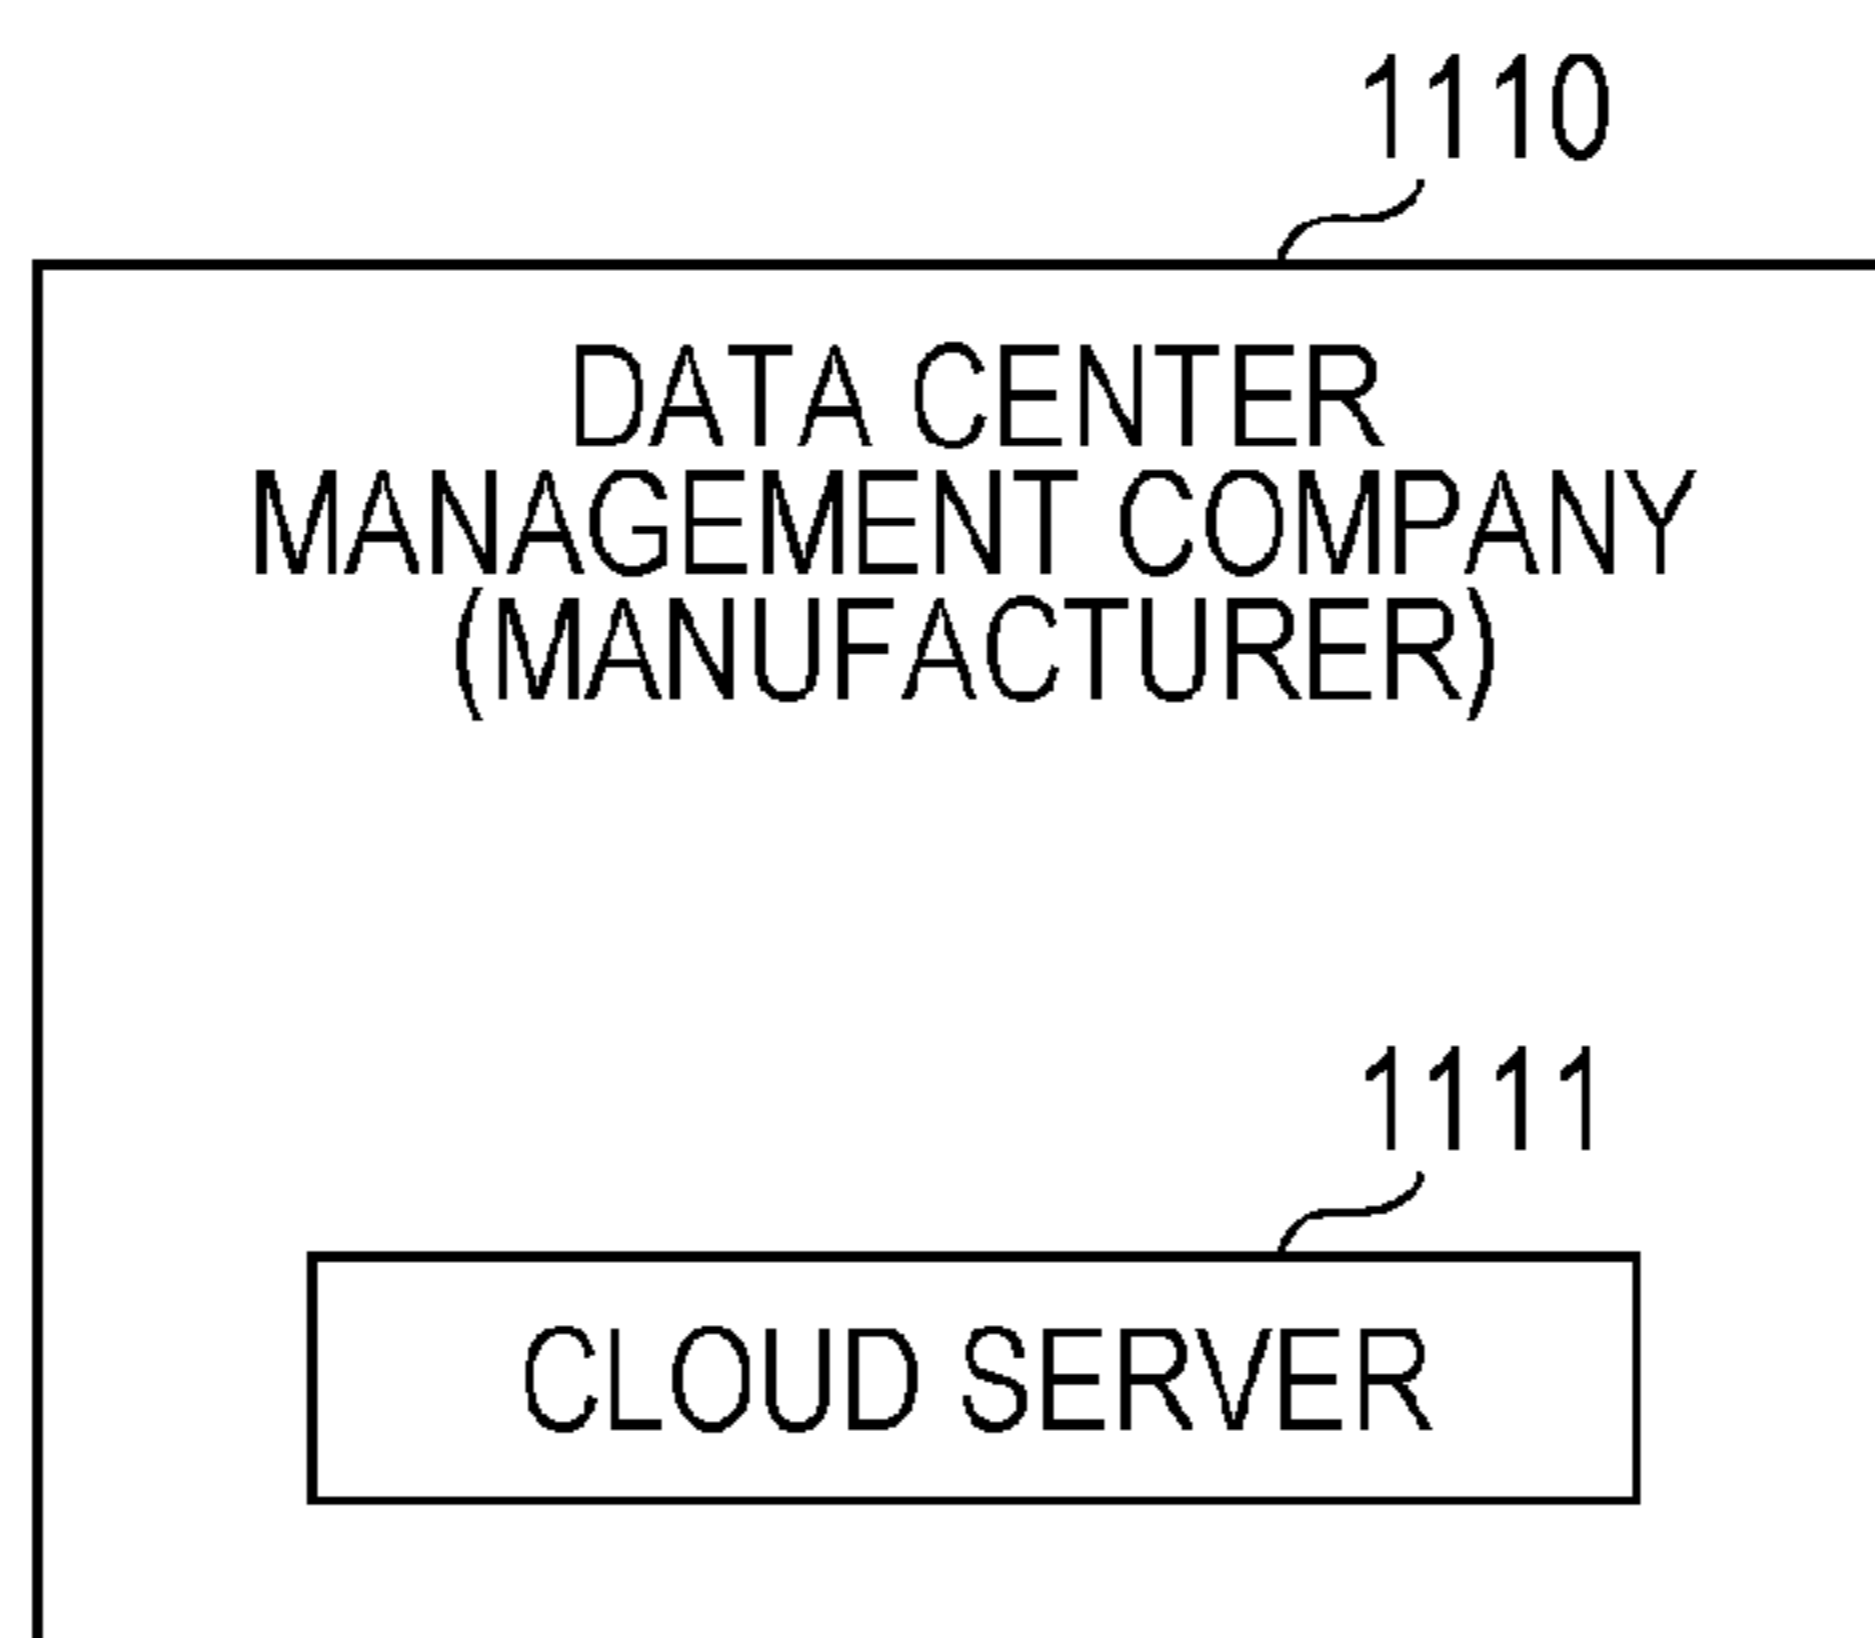 1110
DATA CENTER
MANAGEMENT COMPANY
(MANUFACTURER)
1111
CLOUD SERVER